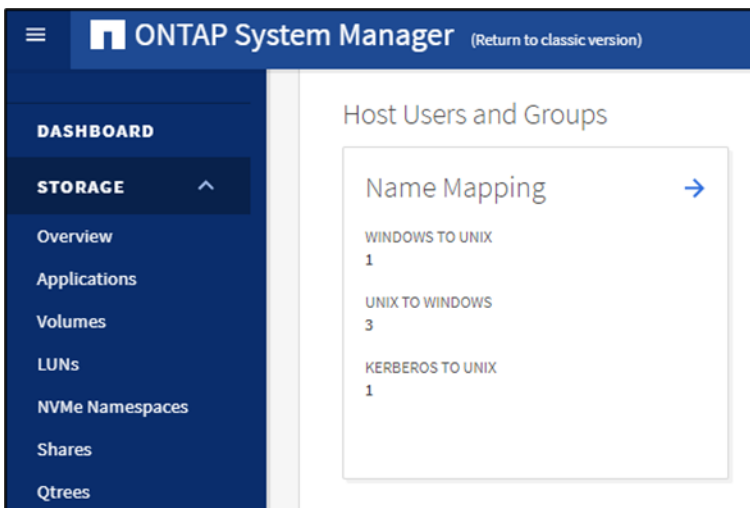 ONTAP System Manager (Return to classic version)
DASHBOARD
STORAGE
Overview
Applications
Volumes
LUNs
NVMe Namespaces
Shares
Qtrees
Host Users and Groups
Name Mapping
WINDOWS TO UNIX
1
UNIX TO WINDOWS
3
KERBEROS TO UNIX
1